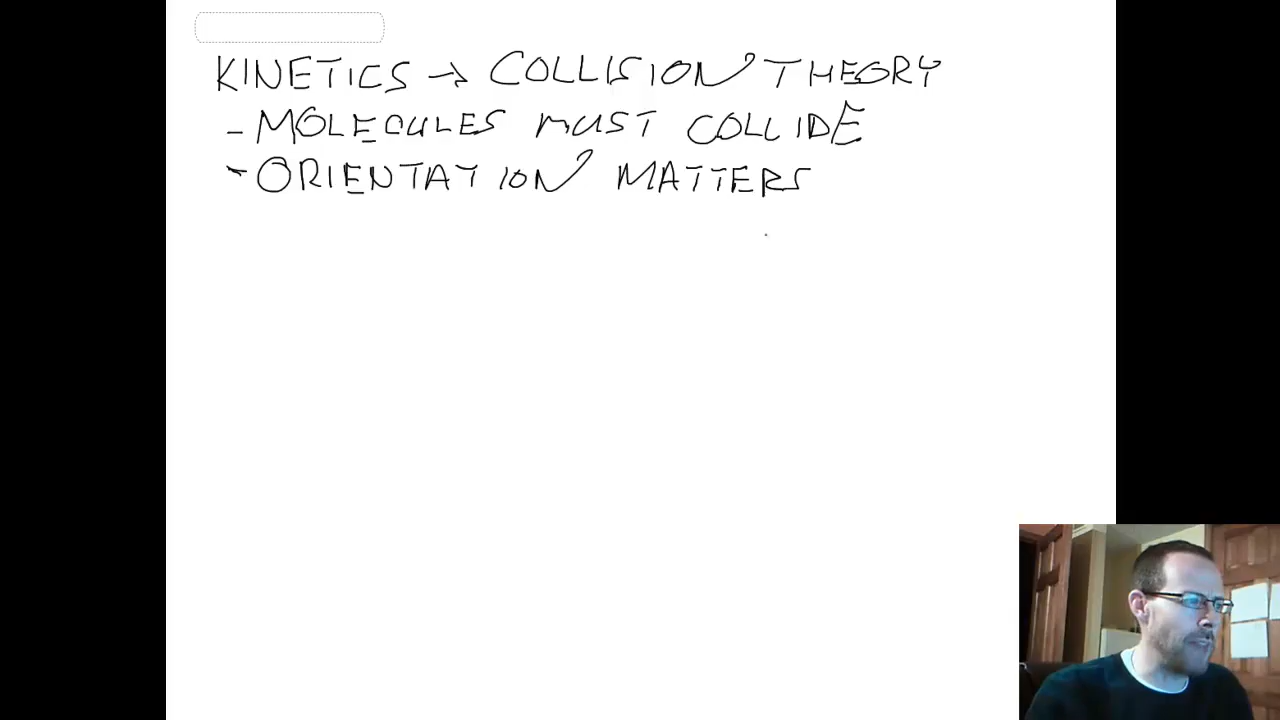 KINETICS → COLLISION THEORY
- MOLECULES MUST COLLIDE
- ORIENTATION MATTERS